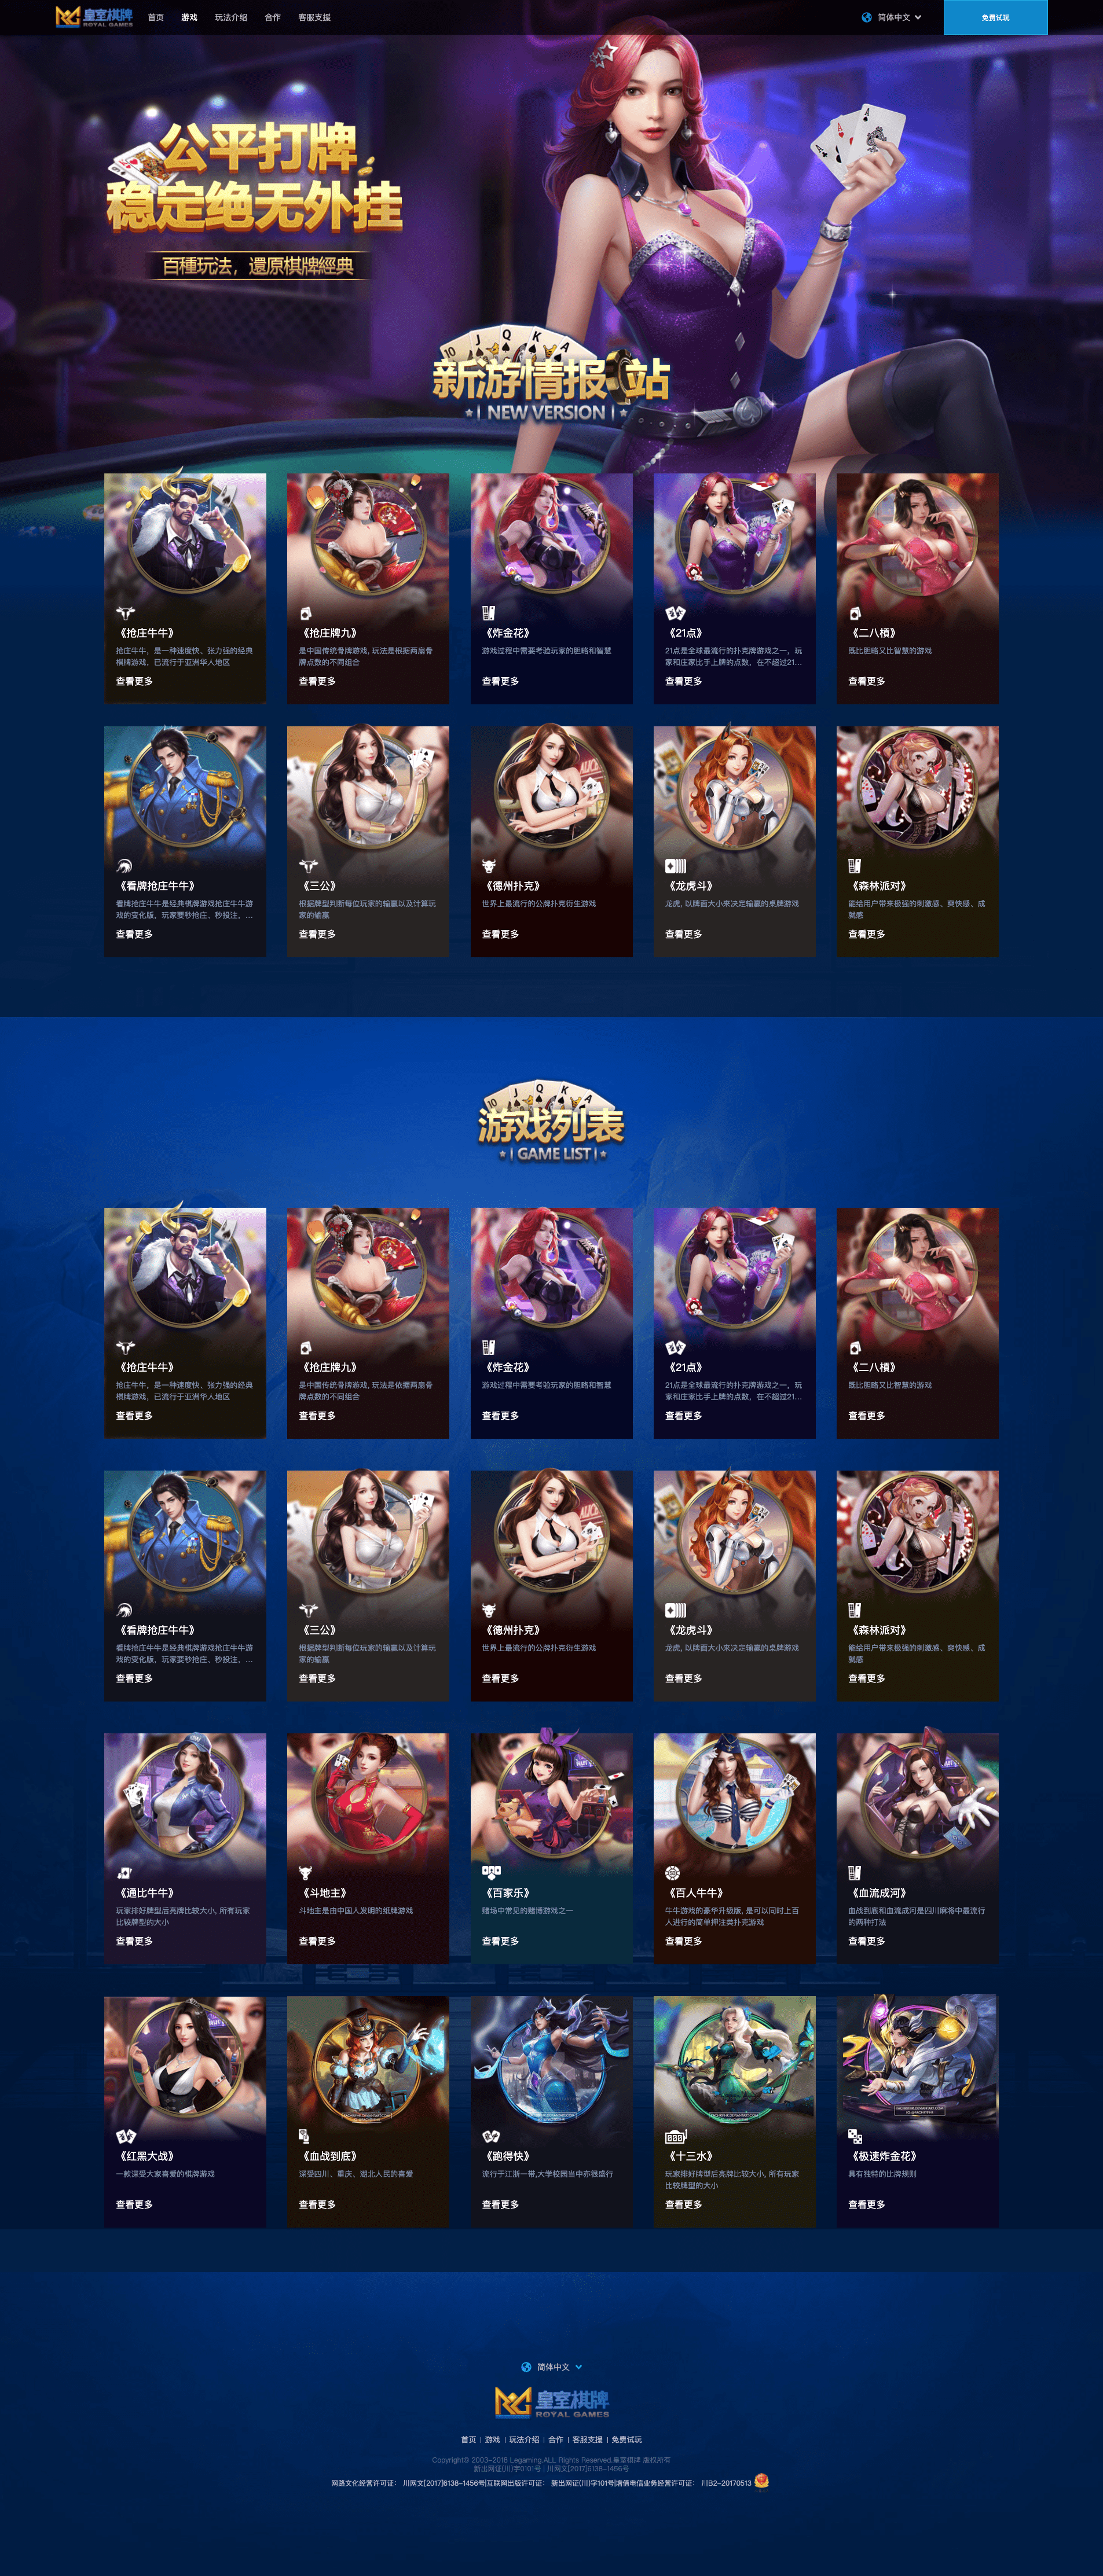 皇室棋牌
ROYAL GAMES
首页
游戏
玩法介绍
合作
客服支援
简体中文
免费试玩
公平打牌
稳定绝无外挂
百種玩法，還原棋牌經典
10 J Q K A
新游情报站
NEW VERSION
《抢庄牛牛》
抢庄牛牛，是一种速度快、张力强的经典
棋牌游戏，已流行于亚洲华人地区
查看更多
《抢庄牌九》
是中国传统骨牌游戏, 玩法是根据两扇骨
牌点数的不同组合
查看更多
《炸金花》
游戏过程中需要考验玩家的胆略和智慧
查看更多
《21点》
21点是全球最流行的扑克牌游戏之一，玩
家和庄家比手上牌的点数，在不超过21...
查看更多
《二八槓》
既比胆略又比智慧的游戏
查看更多
《看牌抢庄牛牛》
看牌抢庄牛牛是经典棋牌游戏抢庄牛牛游
戏的变化版，玩家要秒抢庄、秒投注，...
查看更多
《三公》
根据牌型判断每位玩家的输赢以及计算玩
家的输赢
查看更多
《德州扑克》
世界上最流行的公牌扑克衍生游戏
查看更多
《龙虎斗》
龙虎, 以牌面大小来决定输赢的桌牌游戏
查看更多
《森林派对》
能给用户带来极强的刺激感、爽快感、成
就感
查看更多
10 J Q K A
游戏列表
GAME LIST
《抢庄牛牛》
抢庄牛牛，是一种速度快、张力强的经典
棋牌游戏，已流行于亚洲华人地区
查看更多
《抢庄牌九》
是中国传统骨牌游戏, 玩法是依据两扇骨
牌点数的不同组合
查看更多
《炸金花》
游戏过程中需要考验玩家的胆略和智慧
查看更多
《21点》
21点是全球最流行的扑克牌游戏之一，玩
家和庄家比手上牌的点数，在不超过21...
查看更多
《二八槓》
既比胆略又比智慧的游戏
查看更多
《看牌抢庄牛牛》
看牌抢庄牛牛是经典棋牌游戏抢庄牛牛游
戏的变化版，玩家要秒抢庄、秒投注，...
查看更多
《三公》
根据牌型判断每位玩家的输赢以及计算玩
家的输赢
查看更多
《德州扑克》
世界上最流行的公牌扑克衍生游戏
查看更多
《龙虎斗》
龙虎, 以牌面大小来决定输赢的桌牌游戏
查看更多
《森林派对》
能给用户带来极强的刺激感、爽快感、成
就感
查看更多
《通比牛牛》
玩家排好牌型后亮牌比较大小, 所有玩家
比较牌型的大小
查看更多
《斗地主》
斗地主是由中国人发明的纸牌游戏
查看更多
《百家乐》
赌场中常见的赌博游戏之一
查看更多
《百人牛牛》
牛牛游戏的豪华升级版, 是可以同时上百
人进行的简单押注类扑克游戏
查看更多
《血流成河》
血战到底和血流成河是四川麻将中最流行
的两种打法
查看更多
《红黑大战》
一款深受大家喜爱的棋牌游戏
查看更多
《血战到底》
深受四川、重庆、湖北人民的喜爱
查看更多
《跑得快》
流行于江浙一带,大学校园当中亦很盛行
查看更多
《十三水》
玩家排好牌型后亮牌比较大小, 所有玩家
比较牌型的大小
查看更多
《极速炸金花》
具有独特的比牌规则
查看更多
简体中文
皇室棋牌
ROYAL GAMES
首页 | 游戏 | 玩法介绍 | 合作 | 客服支援 | 免费试玩
Copyright© 2003-2018 Legaming.ALL Rights Reserved.皇室棋牌 版权所有
新出网证(川)字0101号 | 川网文[2017]6138-1456号
网路文化经营许可证： 川网文[2017]6138-1456号|互联网出版许可证： 新出网证(川)字101号|增值电信业务经营许可证： 川B2-20170513